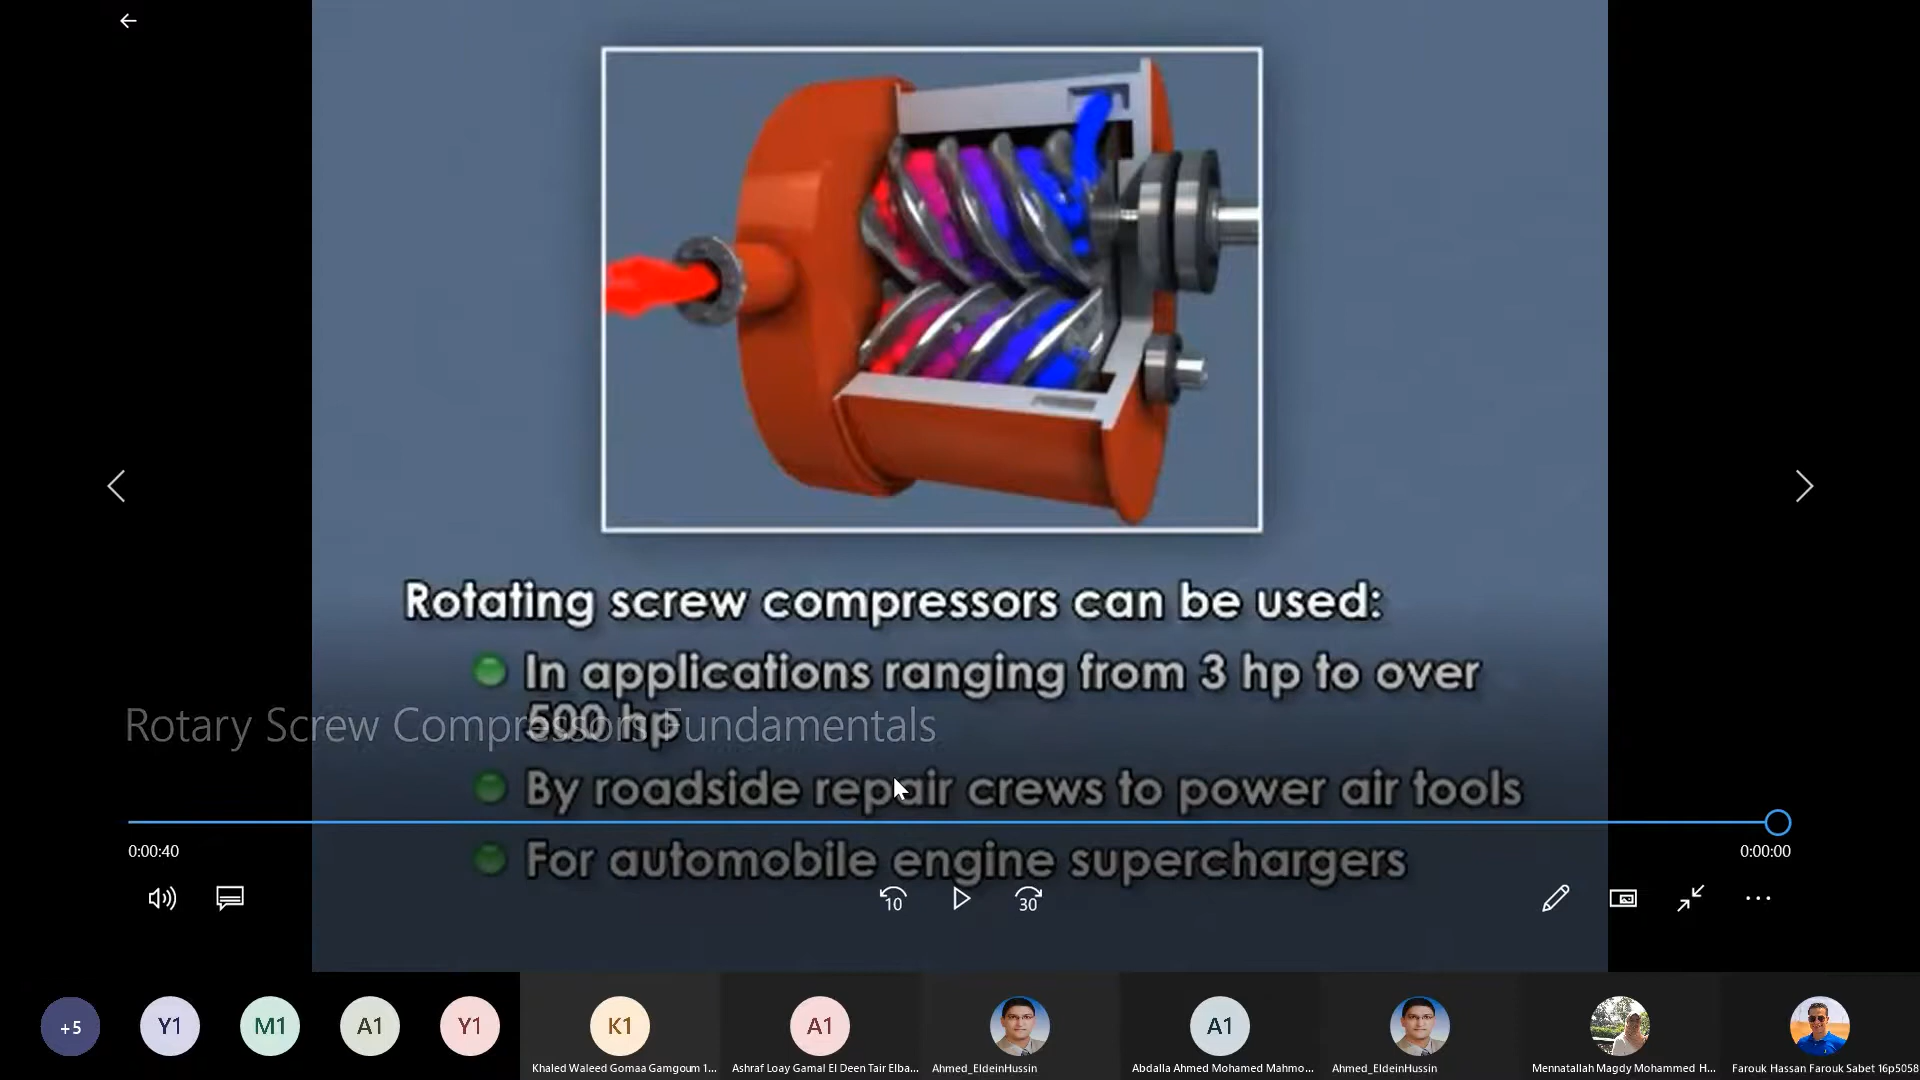 Rotating screw compressors can be used:
In applications ranging from 3 hp to over
500 hp
Rotary Screw Compressors Fundamentals
By roadside repair crews to power air tools
0:00:40
0:00:00
For automobile engine superchargers
10
30
+5
Y1
M1
A1
Y1
K1
A1
A1
Khaled Waleed Gomaa Gamgoum 1...
Ashraf Loay Gamal El Deen Tair Elba...
Ahmed_EldeinHussin
Abdalla Ahmed Mohamed Mahmo...
Ahmed_EldeinHussin
Mennatallah Magdy Mohammed H...
Farouk Hassan Farouk Sabet 16p5058